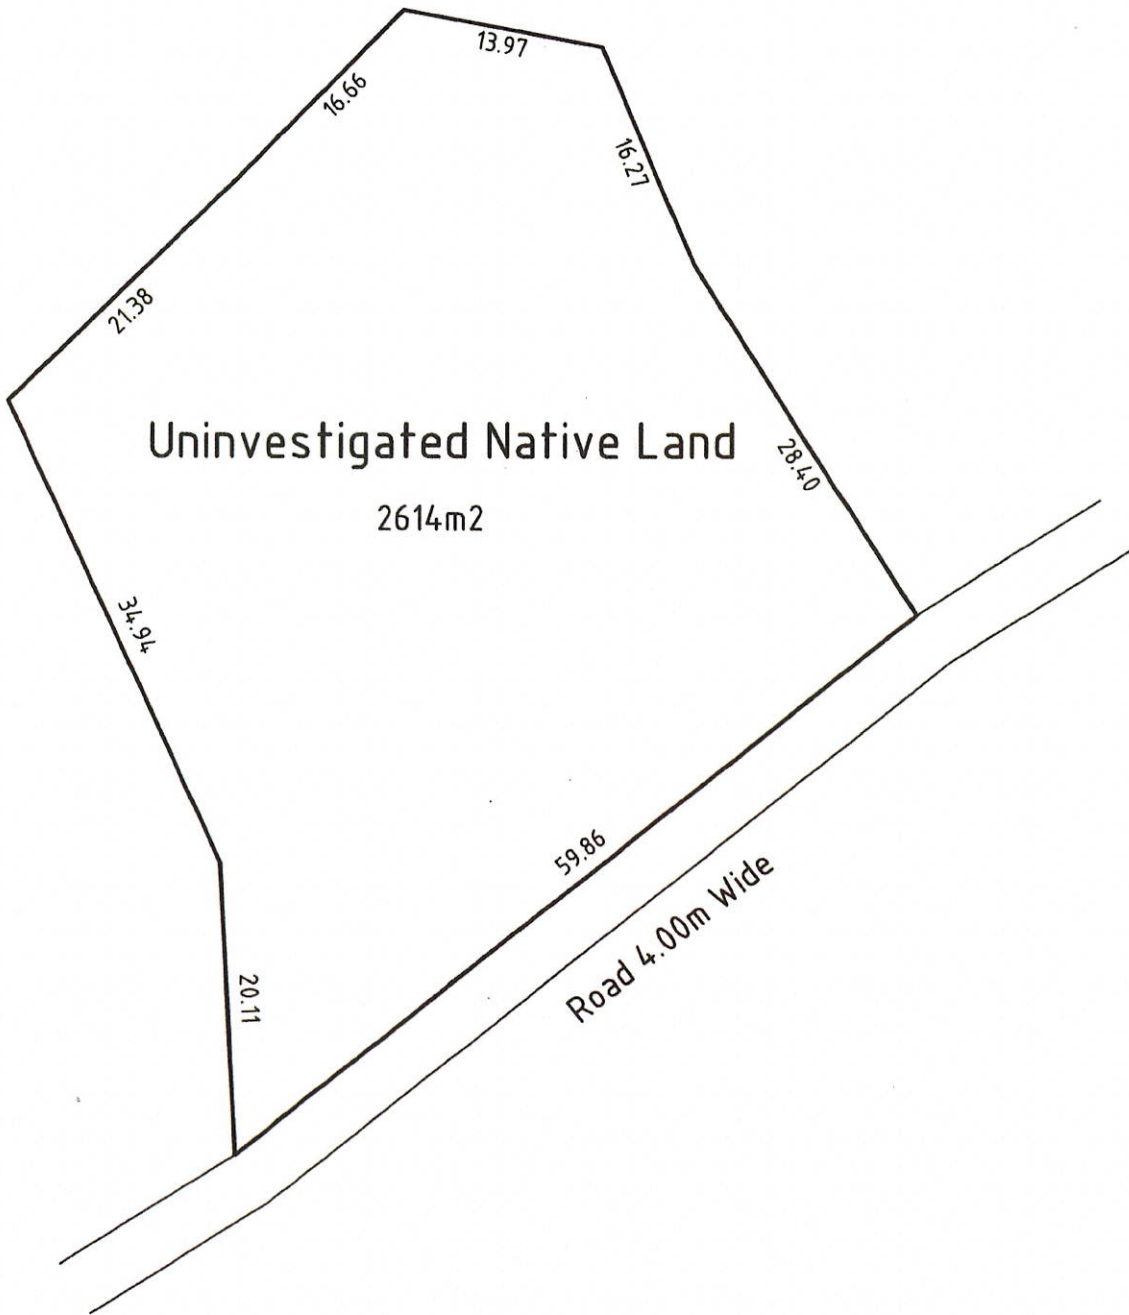 13.97
16.66
16.27
21.38
Uninvestigated Native Land
28.40
2614m2
34.94
59.86
Road 4.00m Wide
20.11